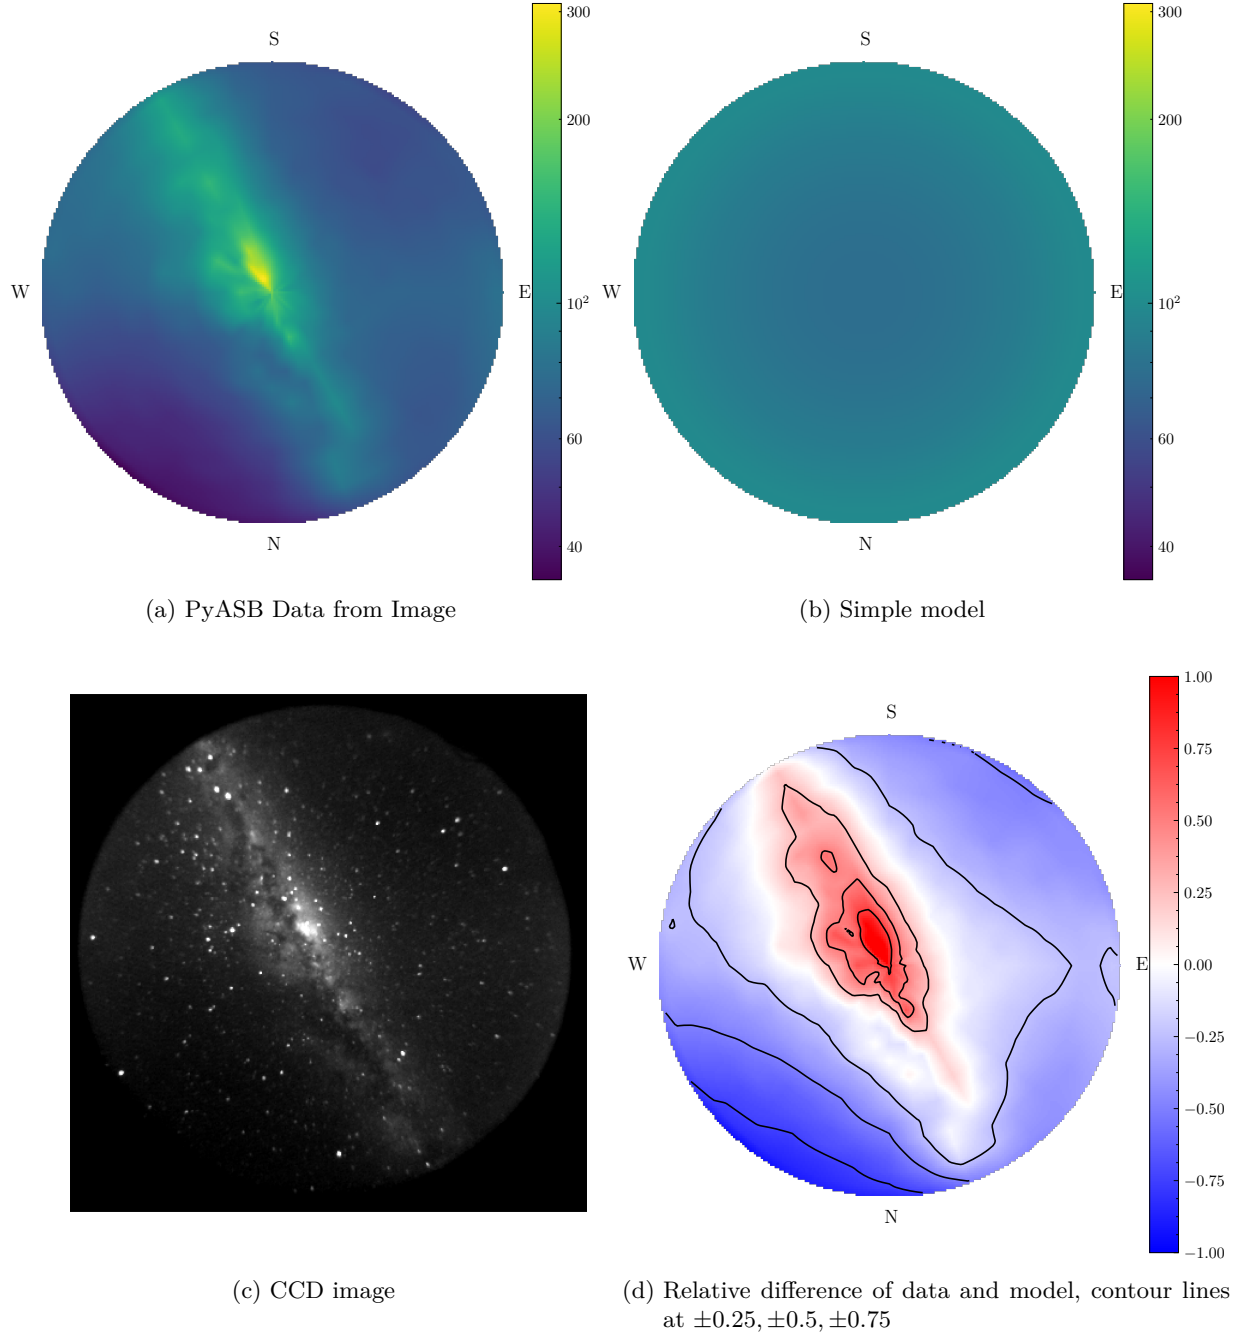 S
W
E
N
300
200
10²
60
40
(a) PyASB Data from Image
S
W
E
N
300
200
10²
60
40
(b) Simple model
(c) CCD image
S
W
E
N
1.00
0.75
0.50
0.25
0.00
−0.25
−0.50
−0.75
−1.00
(d) Relative difference of data and model, contour lines
at ±0.25, ±0.5, ±0.75